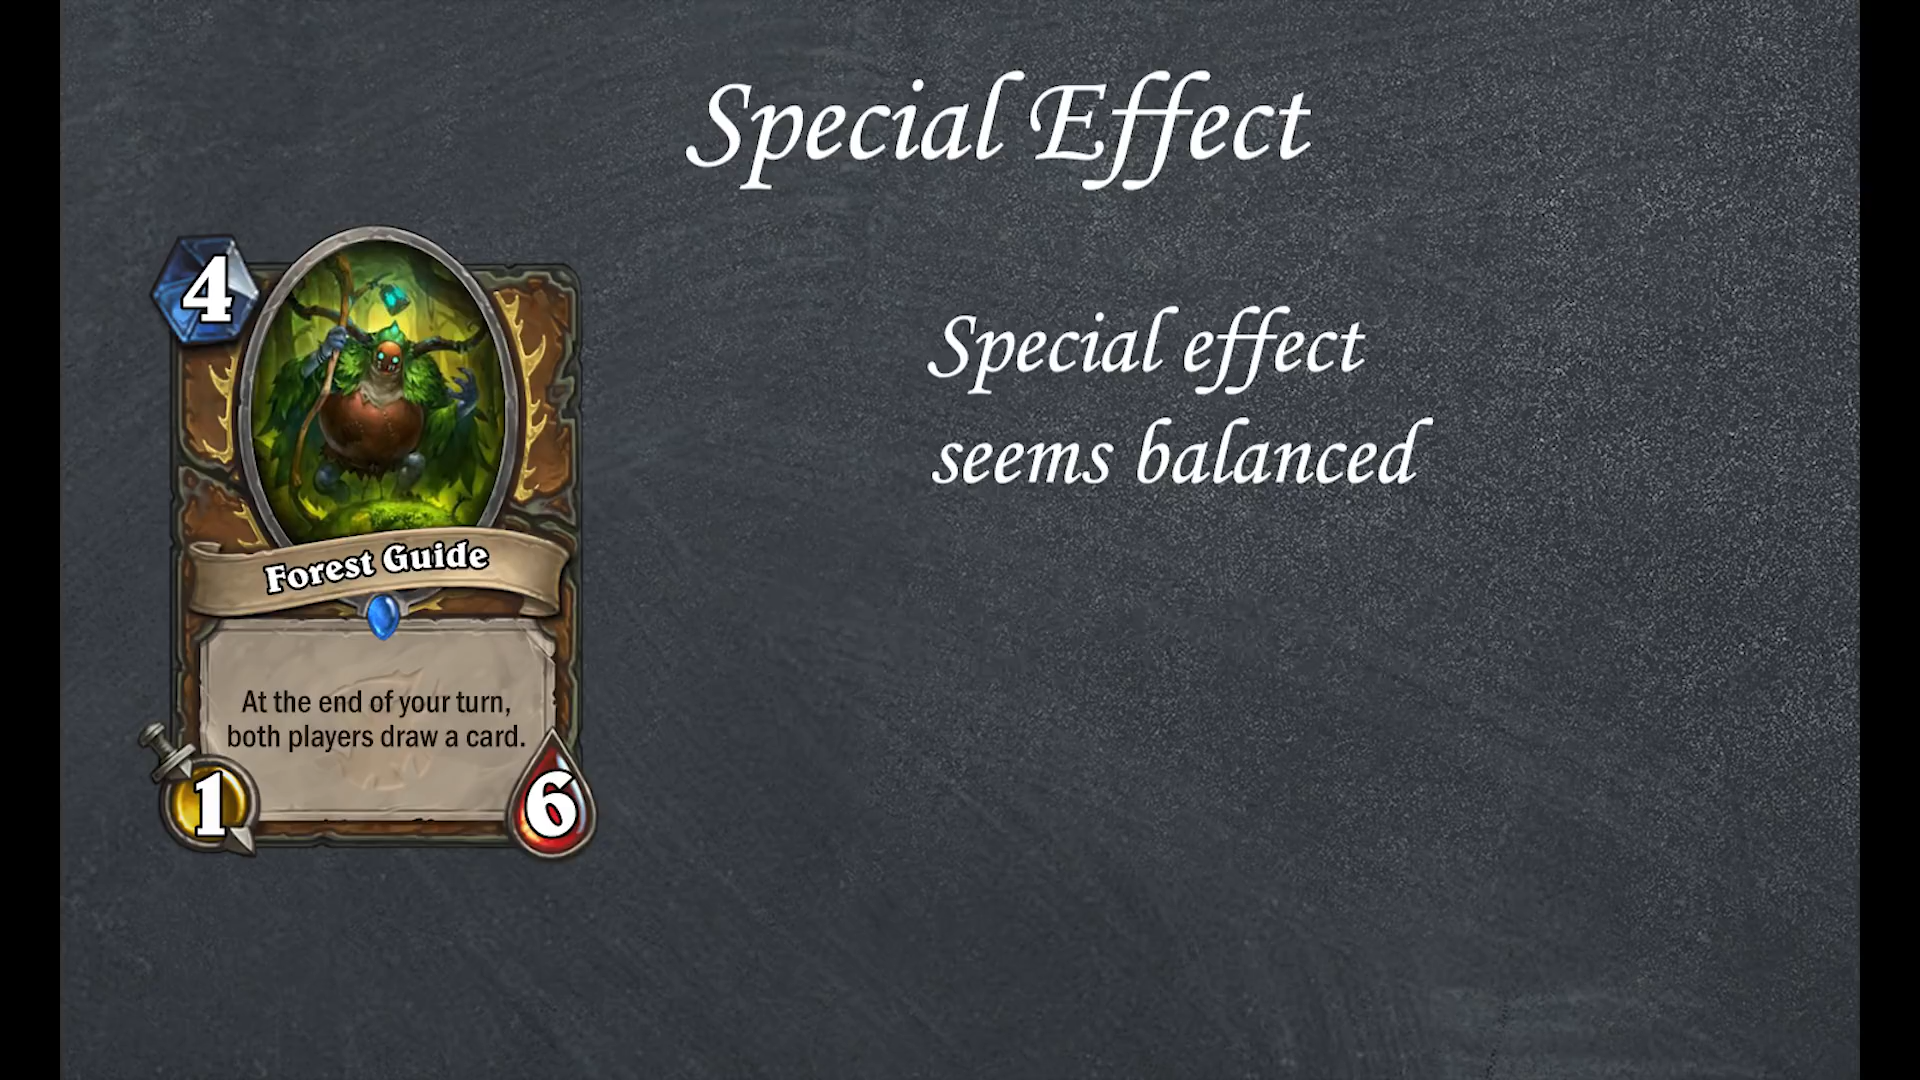 Special Effect
4
Special effect
seems balanced
Forest Guide
At the end of your turn,
both players draw a card.
1
6